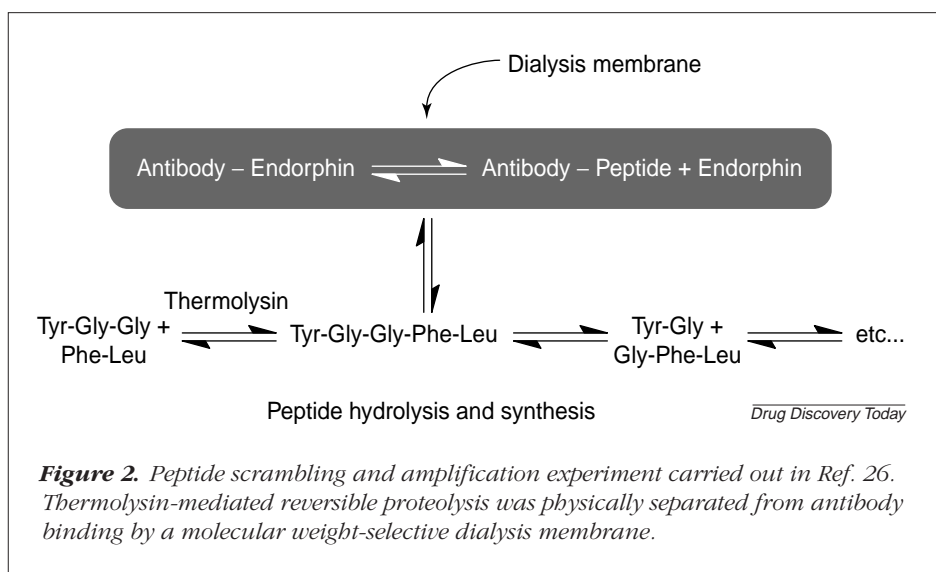 Dialysis membrane
Antibody – Endorphin
Antibody – Peptide + Endorphin
Thermolysin
Tyr-Gly-Gly +
Phe-Leu
Tyr-Gly-Gly-Phe-Leu
Tyr-Gly +
Gly-Phe-Leu
etc...
Peptide hydrolysis and synthesis
Drug Discovery Today
Figure 2. Peptide scrambling and amplification experiment carried out in Ref. 26.
Thermolysin-mediated reversible proteolysis was physically separated from antibody
binding by a molecular weight-selective dialysis membrane.